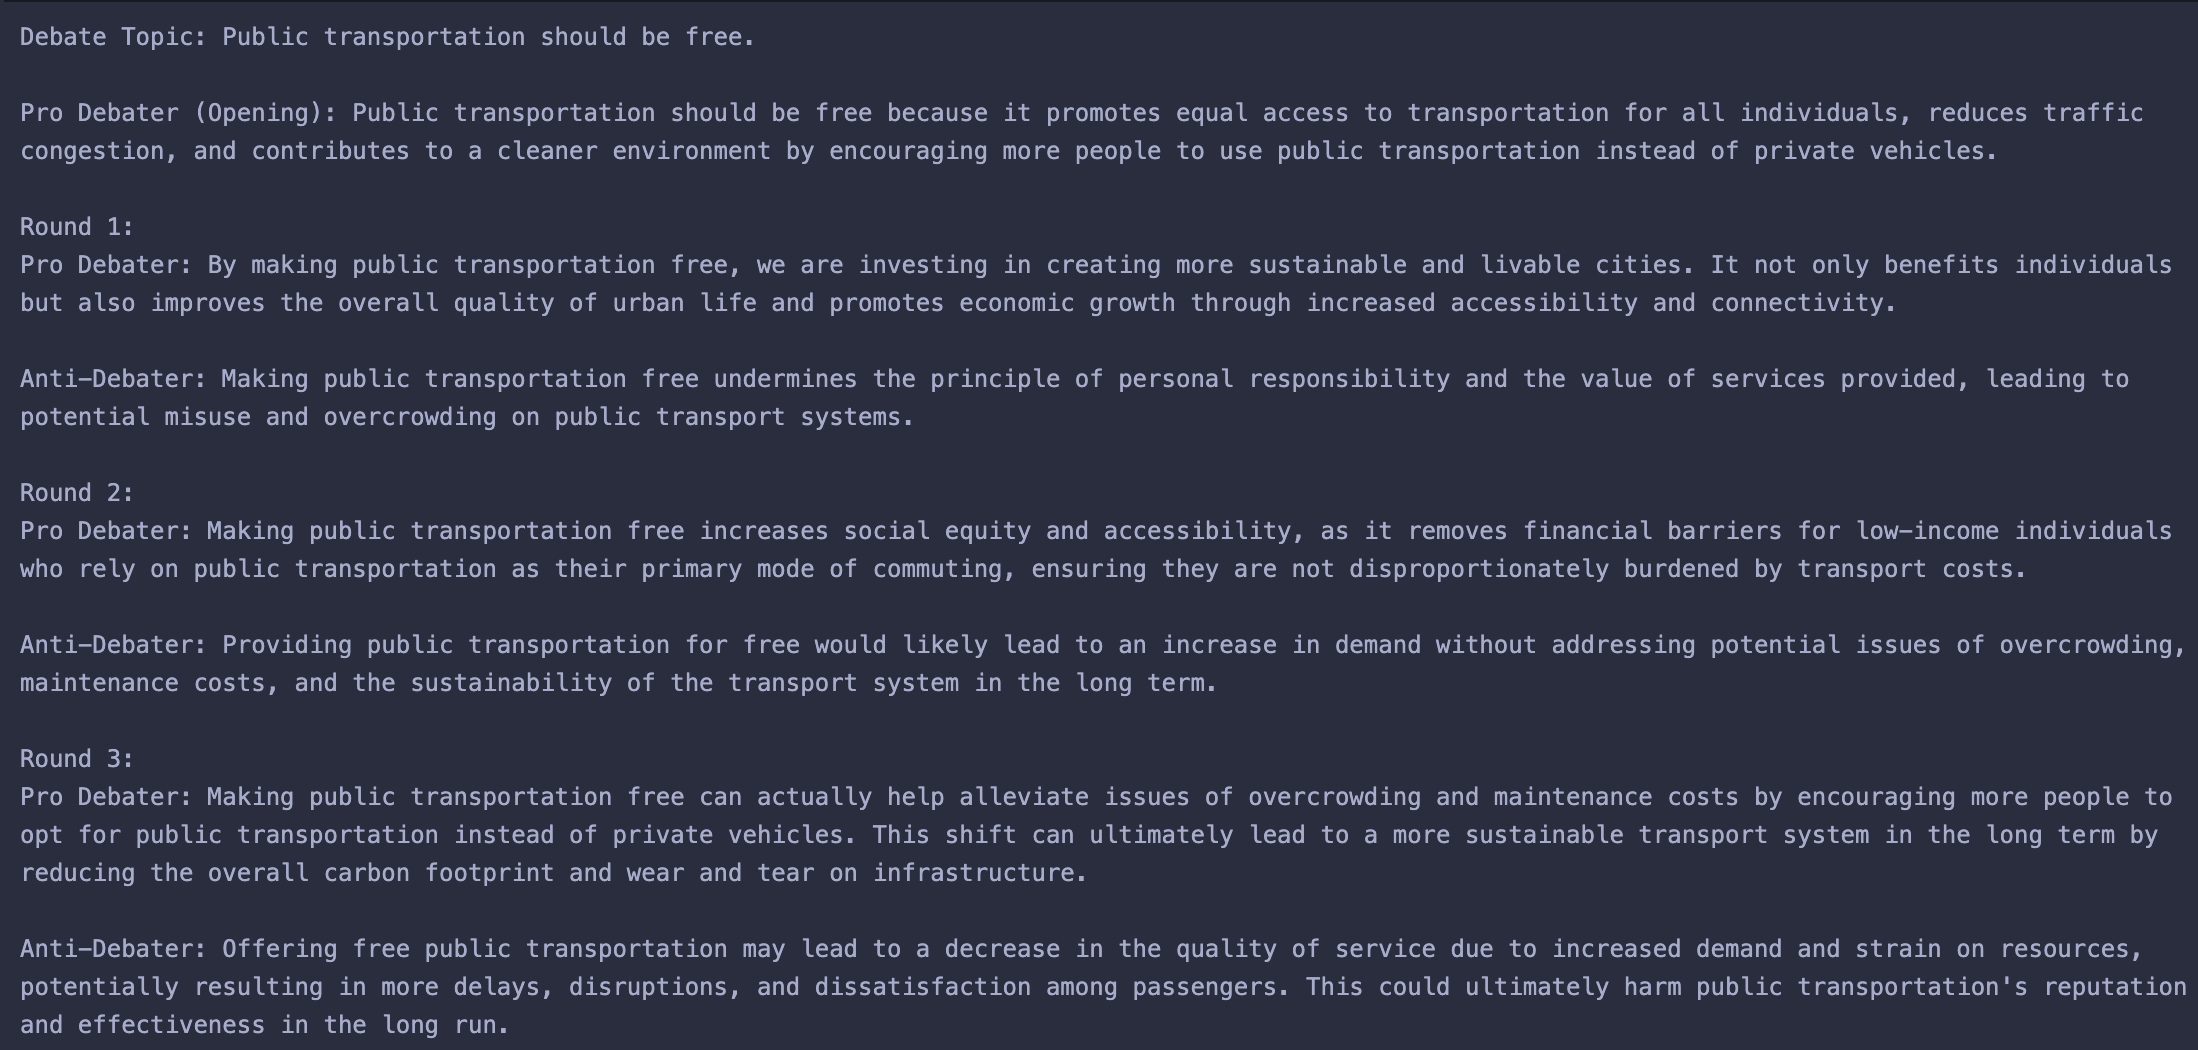 Debate Topic: Public transportation should be free.
Pro Debater (Opening): Public transportation should be free because it promotes equal access to transportation for all individuals, reduces traffic
congestion, and contributes to a cleaner environment by encouraging more people to use public transportation instead of private vehicles.
Round 1:
Pro Debater: By making public transportation free, we are investing in creating more sustainable and livable cities. It not only benefits individuals
but also improves the overall quality of urban life and promotes economic growth through increased accessibility and connectivity.
Anti-Debater: Making public transportation free undermines the principle of personal responsibility and the value of services provided, leading to
potential misuse and overcrowding on public transport systems.
Round 2:
Pro Debater: Making public transportation free increases social equity and accessibility, as it removes financial barriers for low-income individuals
who rely on public transportation as their primary mode of commuting, ensuring they are not disproportionately burdened by transport costs.
Anti-Debater: Providing public transportation for free would likely lead to an increase in demand without addressing potential issues of overcrowding,
maintenance costs, and the sustainability of the transport system in the long term.
Round 3:
Pro Debater: Making public transportation free can actually help alleviate issues of overcrowding and maintenance costs by encouraging more people to
opt for public transportation instead of private vehicles. This shift can ultimately lead to a more sustainable transport system in the long term by
reducing the overall carbon footprint and wear and tear on infrastructure.
Anti-Debater: Offering free public transportation may lead to a decrease in the quality of service due to increased demand and strain on resources,
potentially resulting in more delays, disruptions, and dissatisfaction among passengers. This could ultimately harm public transportation's reputation
and effectiveness in the long run.